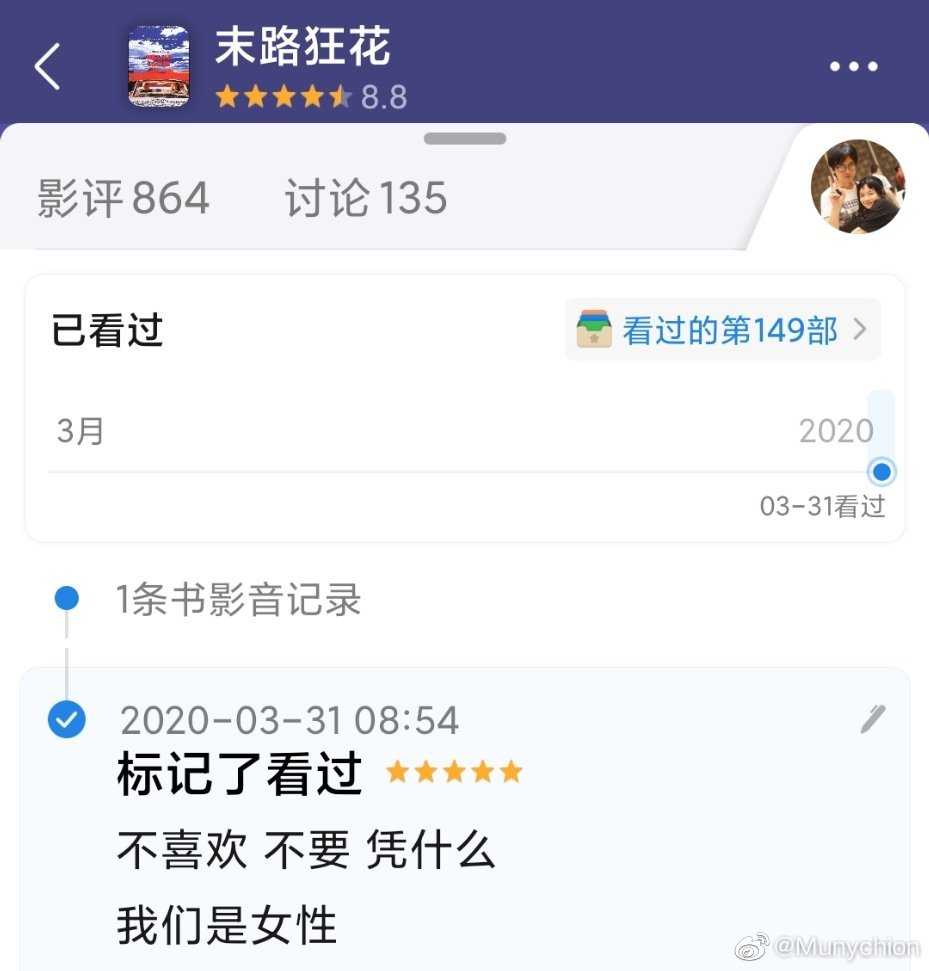 末路狂花
8.8
影评 864 讨论 135
已看过 看过的第149部
3月 2020
03-31看过
1条书影音记录
2020-03-31 08:54
标记了看过
不喜欢 不要 凭什么
我们是女性
@Munychion